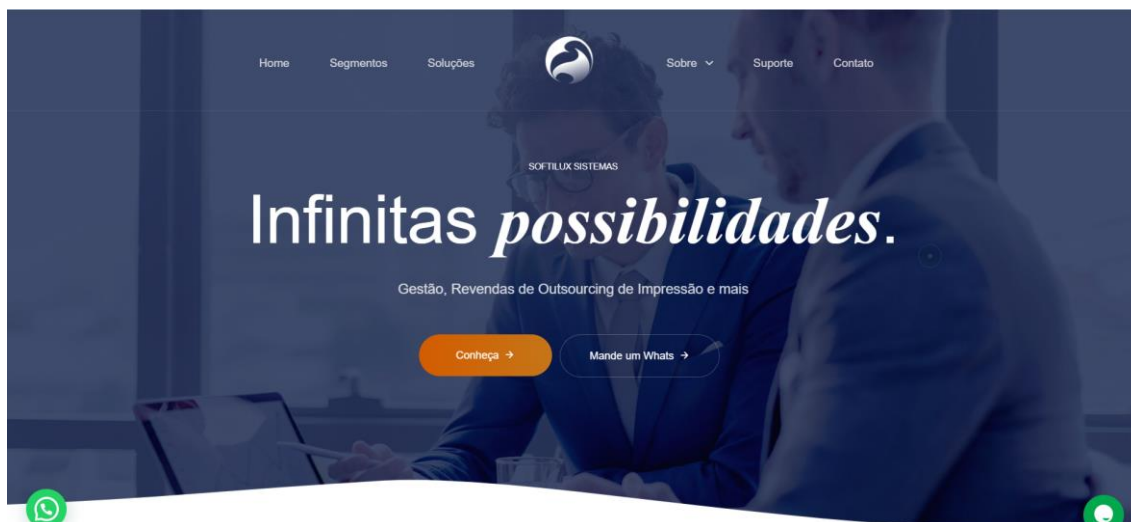 Home Segmentos Soluções Sobre Suporte Contato
SOFTILUX SISTEMAS
Infinitas possibilidades.
Gestão, Revendas de Outsourcing de Impressão e mais
Conheça → Mande um Whats →